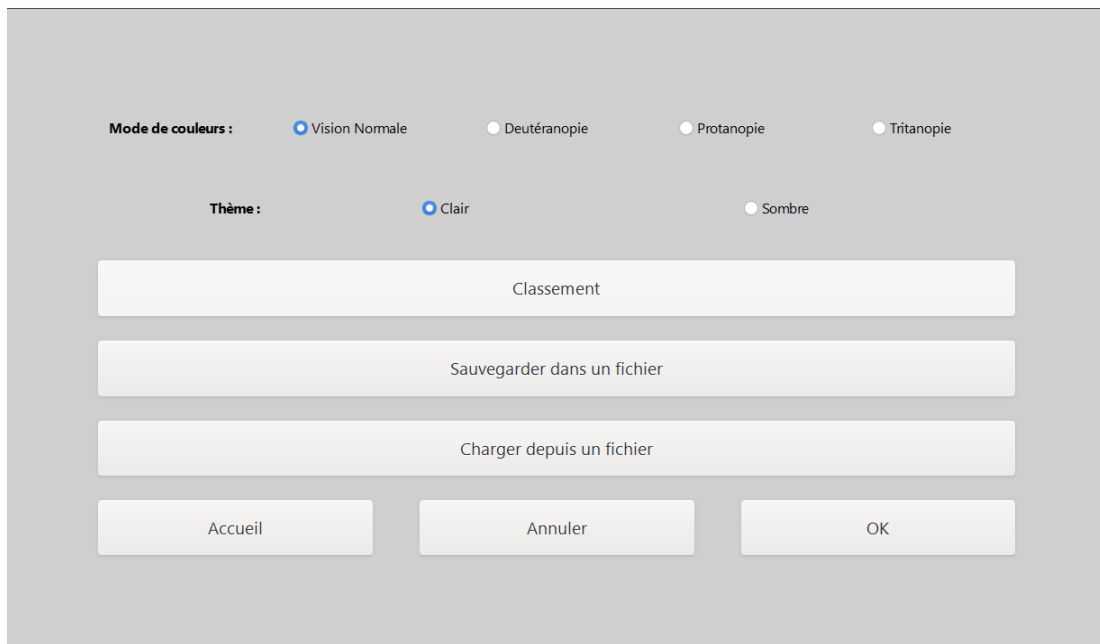 Mode de couleurs : Vision Normale Deutéranopie Protanopie Tritanopie
Thème : Clair Sombre
Classement
Sauvegarder dans un fichier
Charger depuis un fichier
Accueil Annuler OK